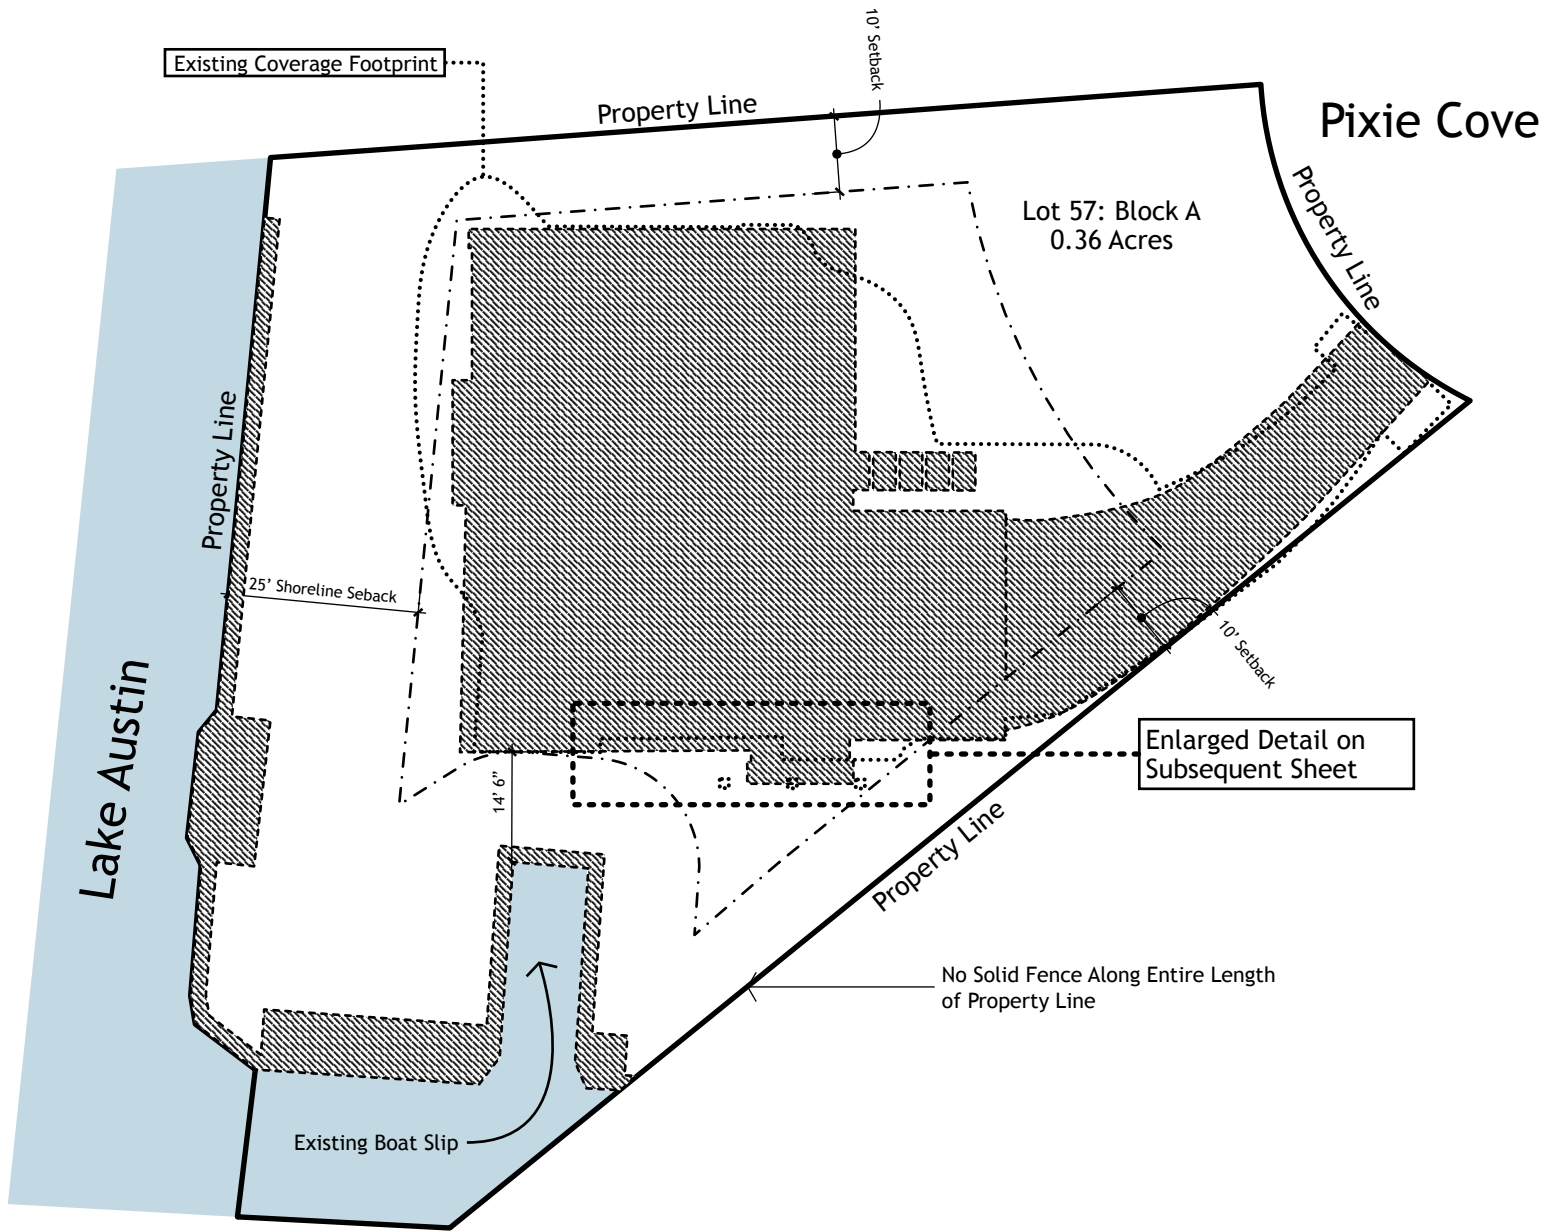 10’ Setback
Existing Coverage Footprint
Property Line
Pixie Cove
Property Line
Lot 57: Block A
0.36 Acres
Property Line
25’ Shoreline Seback
10’ Setback
Lake Austin
Enlarged Detail on
Subsequent Sheet
14’ 6”
Property Line
No Solid Fence Along Entire Length
of Property Line
Existing Boat Slip